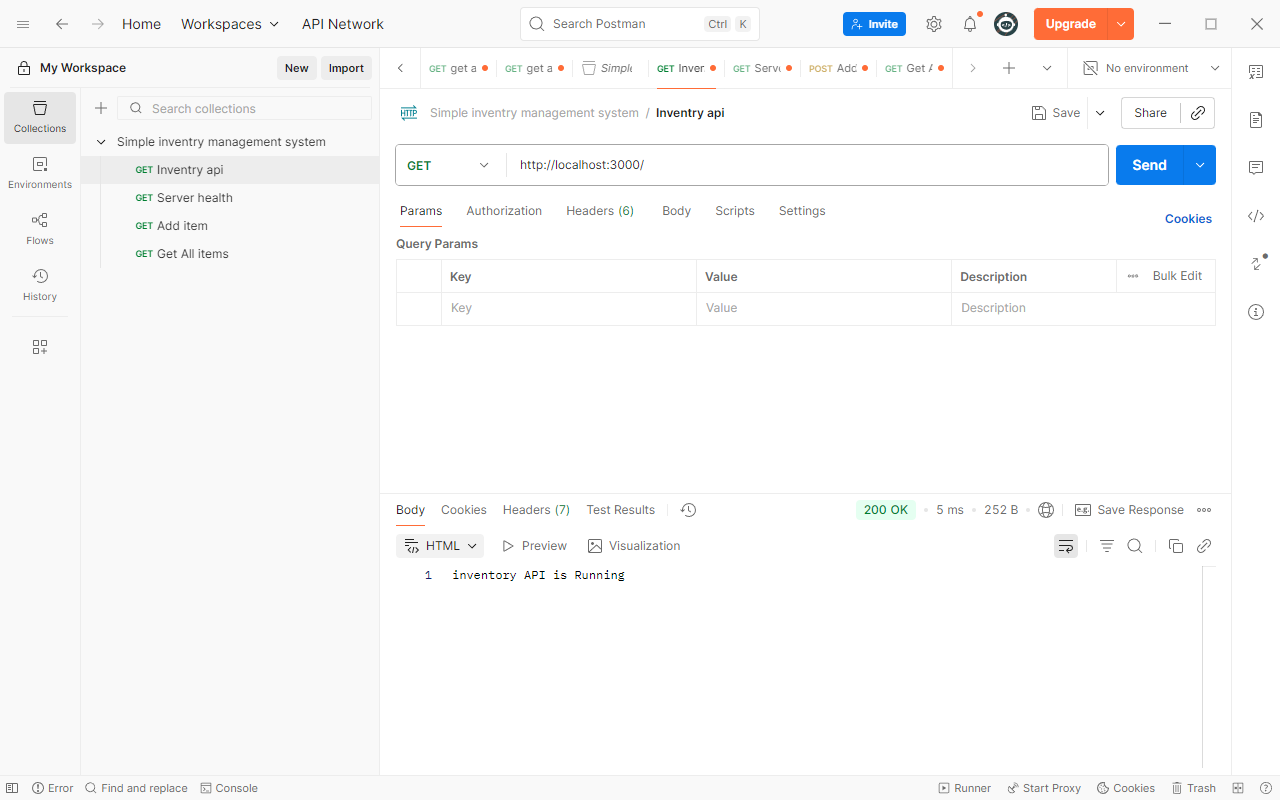 Home Workspaces API Network Search Postman Ctrl K Invite Upgrade
My Workspace New Import GET get a GET get a Simple GET Inver GET Serve POST Add GET Get A No environment
Collections Search collections HTTP Simple inventry management system / Inventry api Save Share
Simple inventry management system
GET Inventry api GET http://localhost:3000/ Send
Environments GET Server health
GET Add item Params Authorization Headers (6) Body Scripts Settings Cookies
Flows GET Get All items Query Params
History Key Value Description Bulk Edit
Key Value Description
Body Cookies Headers (7) Test Results 200 OK 5 ms 252 B e.g. Save Response
HTML Preview Visualization
1 inventory API is Running
Error Find and replace Console Runner Start Proxy Cookies Trash